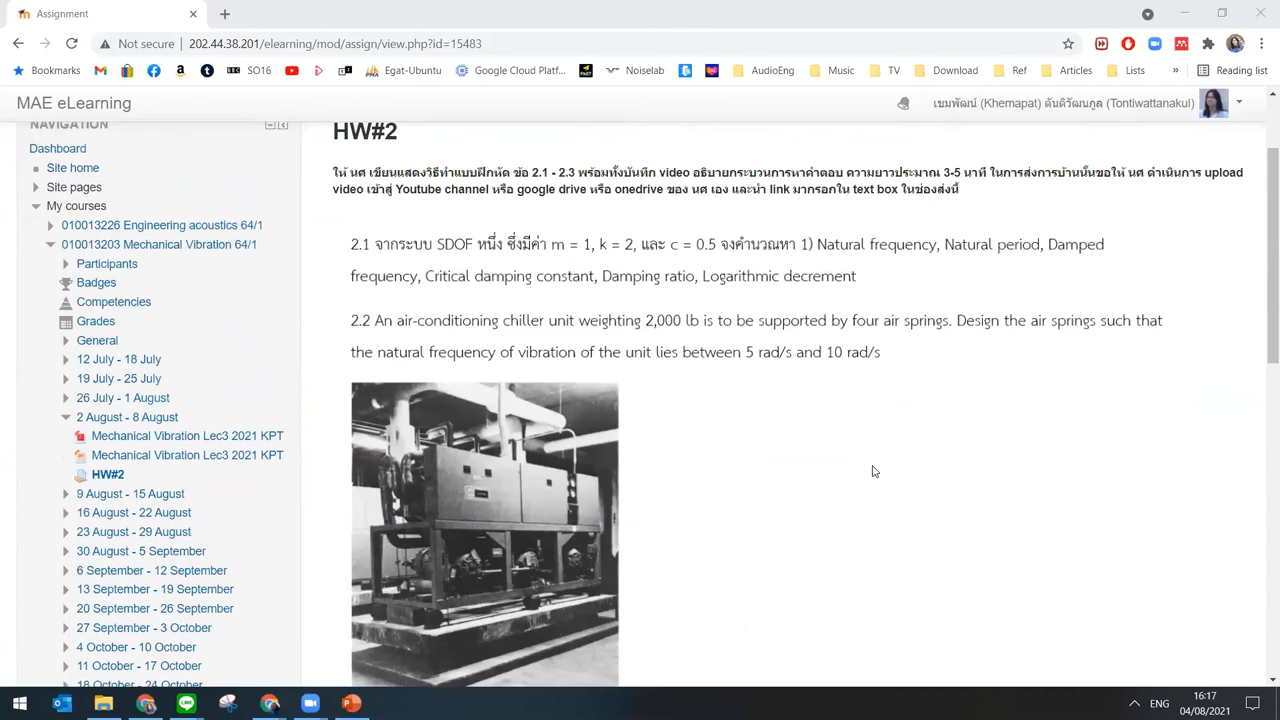 Assignment
Not secure
202.44.38.201/elearning/mod/assign/view.php?id=15483
Bookmarks
SO16
Egat-Ubuntu
Google Cloud Platf...
Noiselab
AudioEng
Music
TV
Download
Ref
Articles
Lists
»
Reading list
MAE eLearning
เขมพัฒน์ (Khemapat) ตันติวัฒนกูล (Tontiwattanakul)
NAVIGATION
Dashboard
Site home
Site pages
My courses
010013226 Engineering acoustics 64/1
010013203 Mechanical Vibration 64/1
Participants
Badges
Competencies
Grades
General
12 July - 18 July
19 July - 25 July
26 July - 1 August
2 August - 8 August
Mechanical Vibration Lec3 2021 KPT
Mechanical Vibration Lec3 2021 KPT
HW#2
9 August - 15 August
16 August - 22 August
23 August - 29 August
30 August - 5 September
6 September - 12 September
13 September - 19 September
20 September - 26 September
27 September - 3 October
4 October - 10 October
11 October - 17 October
18 October - 24 October
HW#2
ให้ นศ เขียนแสดงวิธีทำแบบฝึกหัด ข้อ 2.1 - 2.3 พร้อมทั้งบันทึก video อธิบายกระบวนการหาคำตอบ ความยาวประมาณ 3-5 นาที ในการส่งการบ้านนั้นขอให้ นศ ดำเนินการ upload
video เข้าสู่ Youtube channel หรือ google drive หรือ onedrive ของ นศ เอง และนำ link มากรอกใน text box ในช่องส่งนี้
2.1 จากระบบ SDOF หนึ่ง ซึ่งมีค่า m = 1, k = 2, และ c = 0.5 จงคำนวณหา 1) Natural frequency, Natural period, Damped
frequency, Critical damping constant, Damping ratio, Logarithmic decrement
2.2 An air-conditioning chiller unit weighting 2,000 lb is to be supported by four air springs. Design the air springs such that
the natural frequency of vibration of the unit lies between 5 rad/s and 10 rad/s
ENG
16:17
04/08/2021